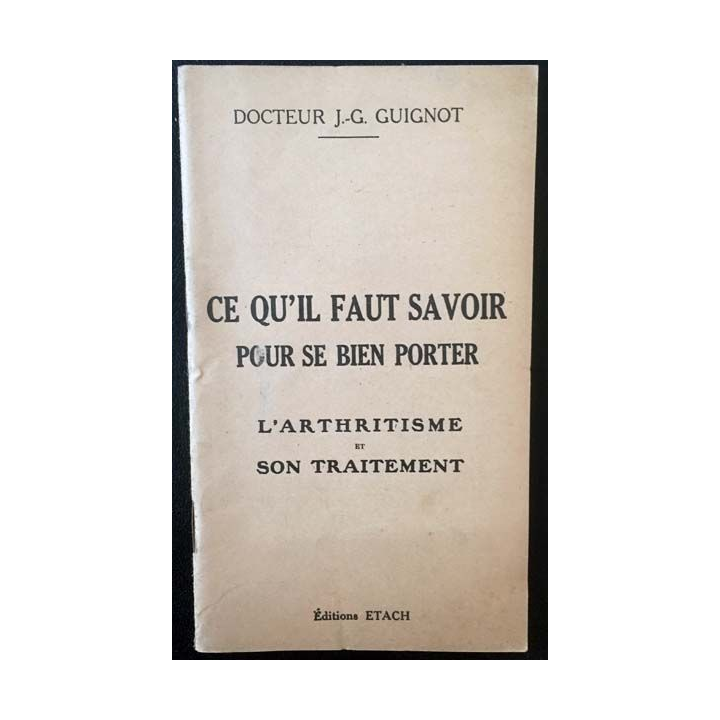 DOCTEUR J.-G. GUIGNOT
CE QU'IL FAUT SAVOIR
POUR SE BIEN PORTER
L'ARTHRITISME
ET
SON TRAITEMENT
Éditions ETACH